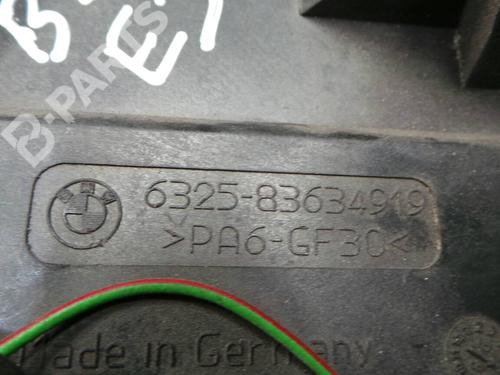 B-PARTS
6325-83634919
>PA6-GF30<
Made in Germany